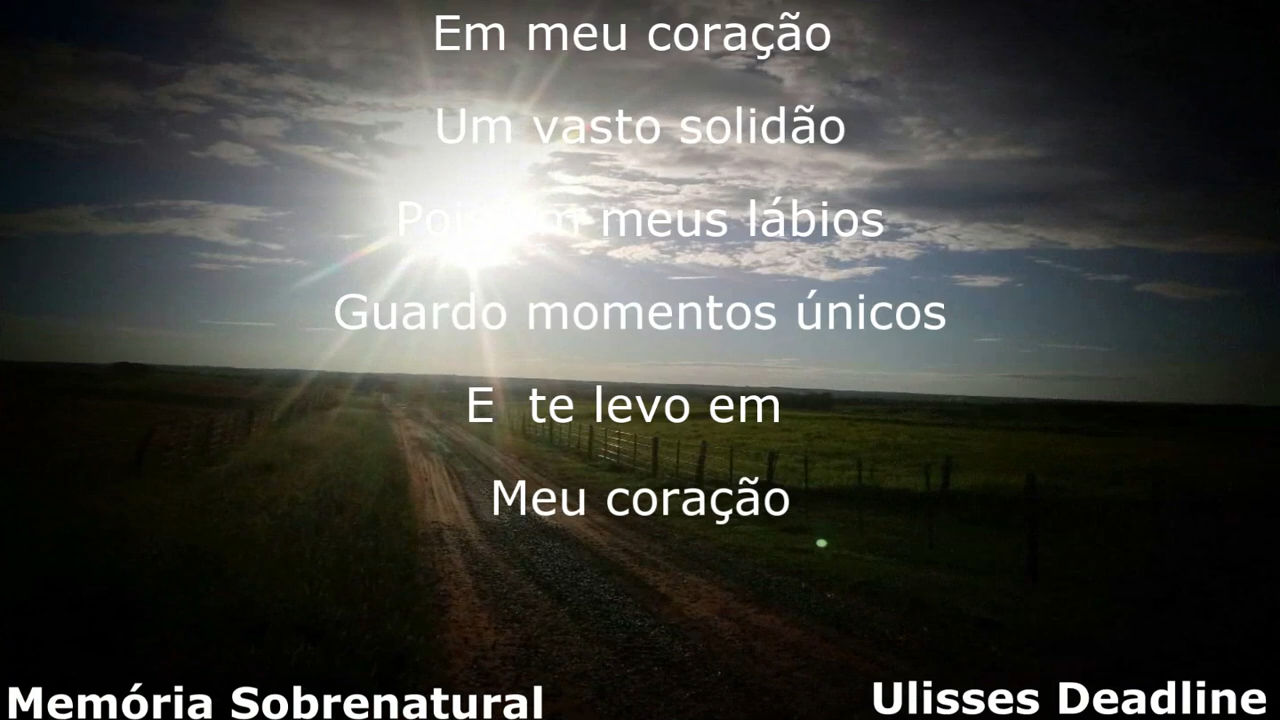 Em meu coração
Um vasto solidão
Pois em meus lábios
Guardo momentos únicos
E te levo em
Meu coração
Memória Sobrenatural
Ulisses Deadline